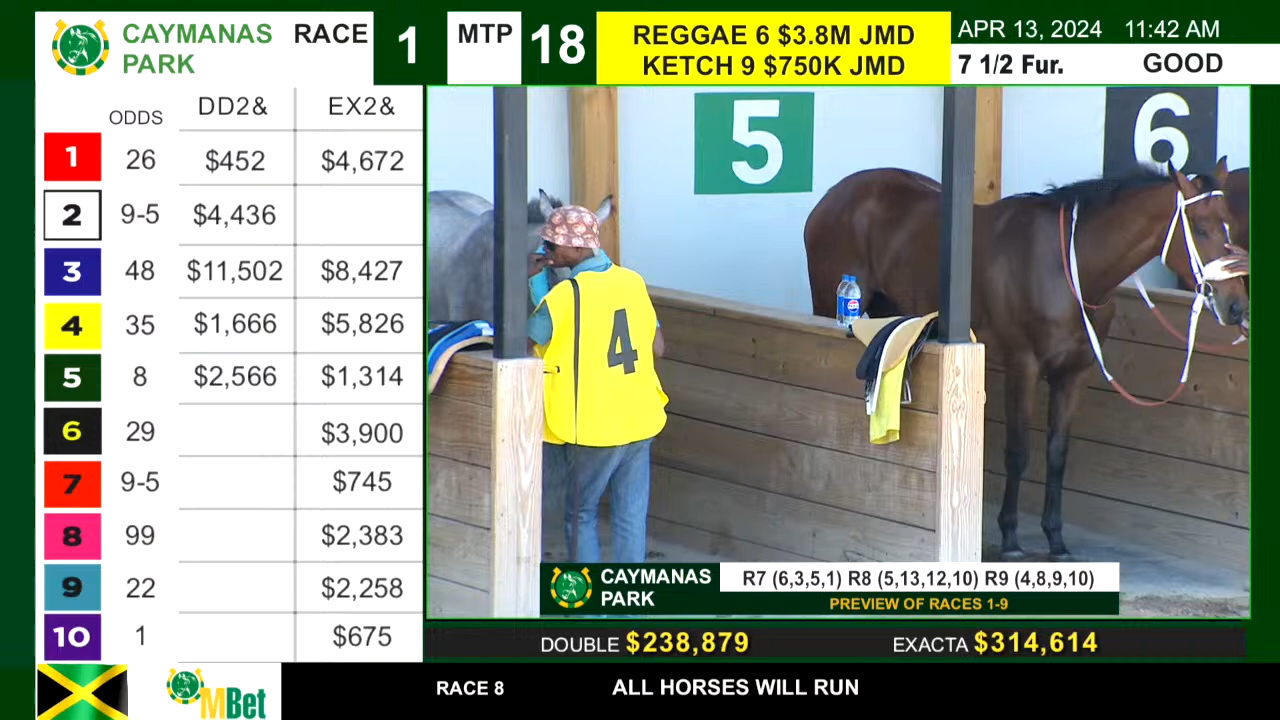 CAYMANAS PARK
RACE 1
MTP 18
REGGAE 6 $3.8M JMD
KETCH 9 $750K JMD
APR 13, 2024 11:42 AM
7 1/2 Fur. GOOD
ODDS DD2& EX2&
1 26 $452 $4,672
2 9-5 $4,436
3 48 $11,502 $8,427
4 35 $1,666 $5,826
5 8 $2,566 $1,314
6 29 $3,900
7 9-5 $745
8 99 $2,383
9 22 $2,258
10 1 $675
5
6
4
CAYMANAS PARK
R7 (6,3,5,1) R8 (5,13,12,10) R9 (4,8,9,10)
PREVIEW OF RACES 1-9
DOUBLE $238,879 EXACTA $314,614
MBet
RACE 8 ALL HORSES WILL RUN